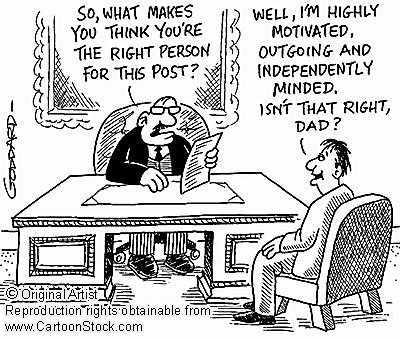 SO, WHAT MAKES
YOU THINK YOU'RE
THE RIGHT PERSON
FOR THIS POST?
WELL, I'M HIGHLY
MOTIVATED,
OUTGOING AND
INDEPENDENTLY
MINDED.
ISN'T THAT RIGHT,
DAD?
GODDARD
© Original Artist
Reproduction rights obtainable from
www.CartoonStock.com